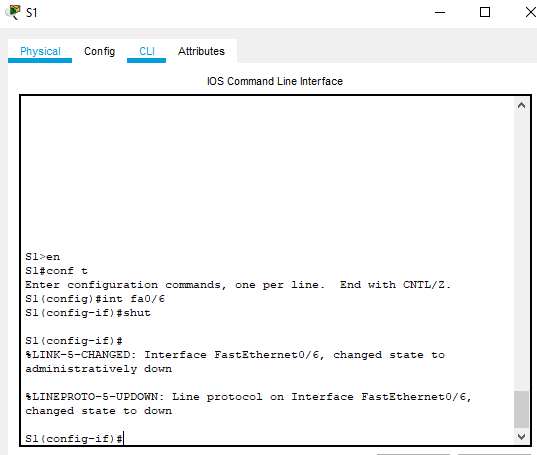 S1
Physical Config CLI Attributes
IOS Command Line Interface
S1>en
S1#conf t
Enter configuration commands, one per line.  End with CNTL/Z.
S1(config)#int fa0/6
S1(config-if)#shut
S1(config-if)#
%LINK-5-CHANGED: Interface FastEthernet0/6, changed state to
administratively down
%LINEPROTO-5-UPDOWN: Line protocol on Interface FastEthernet0/6,
changed state to down
S1(config-if)#